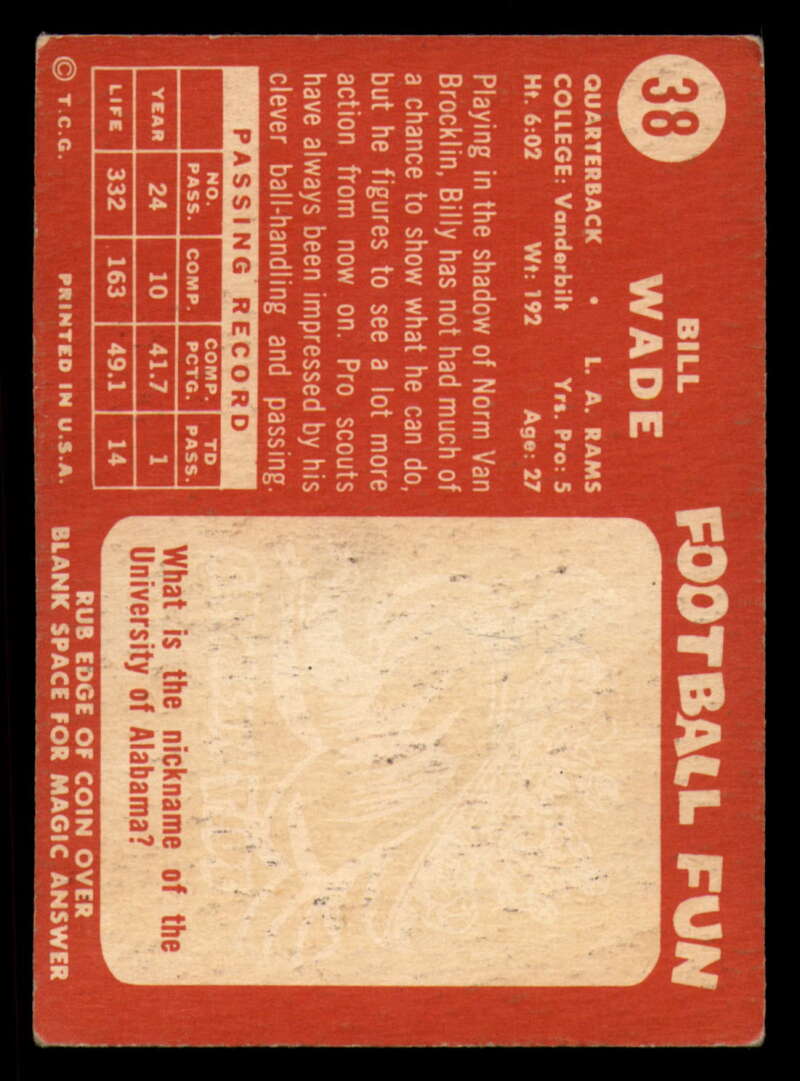 38
BILL
WADE
QUARTERBACK • L. A. RAMS
COLLEGE: Vanderbilt Yrs. Pro: 5
Ht. 6:02 Wt: 192 Age: 27
Playing in the shadow of Norm Van
Brocklin, Billy has not had much of
a chance to show what he can do,
but he figures to see a lot more
action from now on. Pro scouts
have always been impressed by his
clever ball-handling and passing.
PASSING RECORD
NO. PASS. COMP. COMP. PCTG. TD PASS.
YEAR 24 10 41.7 1
LIFE 332 163 49.1 14
© T.C.G. PRINTED IN U.S.A.
FOOTBALL FUN
What is the nickname of the
University of Alabama?
RUB EDGE OF COIN OVER
BLANK SPACE FOR MAGIC ANSWER